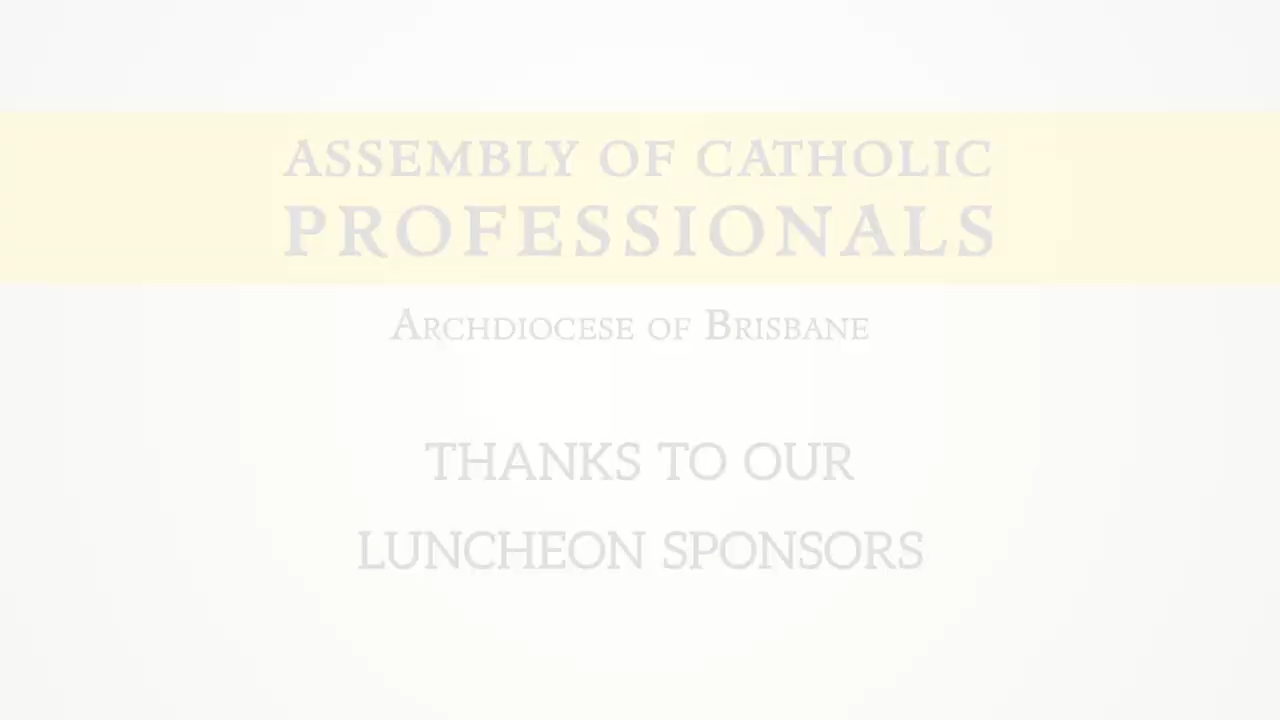 ASSEMBLY OF CATHOLIC
PROFESSIONALS
ARCHDIOCESE OF BRISBANE
THANKS TO OUR
LUNCHEON SPONSORS